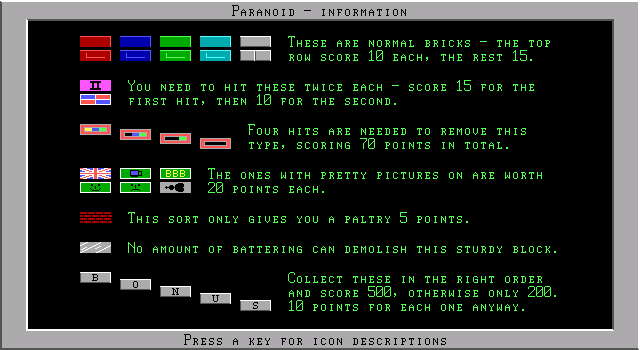 Paranoid - information
These are normal bricks - the top
row score 10 each, the rest 15.
II
You need to hit these twice each - score 15 for the
first hit, then 10 for the second.
Four hits are needed to remove this
type, scoring 70 points in total.
BBB
The ones with pretty pictures on are worth
20 points each.
This sort only gives you a paltry 5 points.
No amount of battering can demolish this sturdy block.
B O N U S
Collect these in the right order
and score 500, otherwise only 200.
10 points for each one anyway.
Press a key for icon descriptions